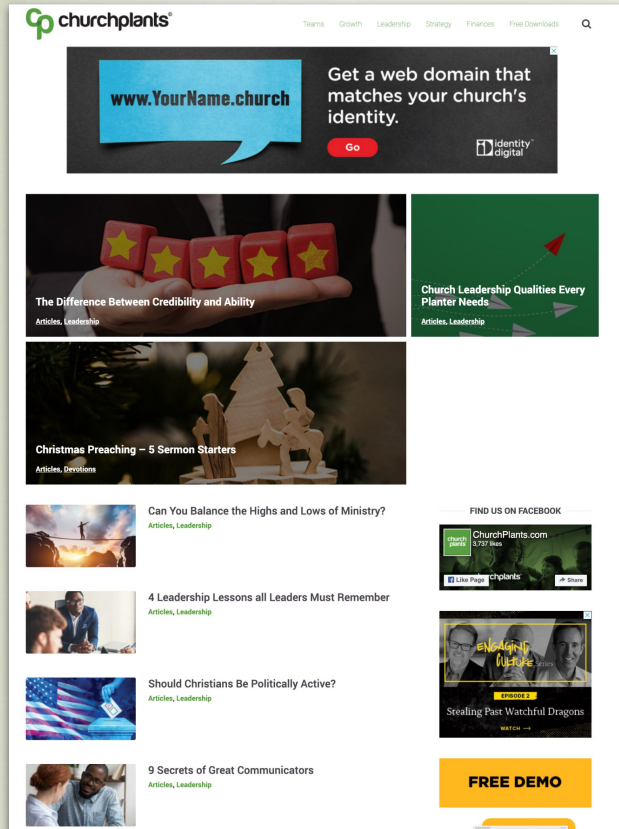 cp churchplants®
Teams Growth Leadership Strategy Finances Free Downloads
www.YourName.church
Get a web domain that
matches your church's
identity.
Go
identity
digital
The Difference Between Credibility and Ability
Articles, Leadership
Church Leadership Qualities Every
Planter Needs
Articles, Leadership
Christmas Preaching – 5 Sermon Starters
Articles, Devotions
Can You Balance the Highs and Lows of Ministry?
Articles, Leadership
4 Leadership Lessons all Leaders Must Remember
Articles, Leadership
Should Christians Be Politically Active?
Articles, Leadership
9 Secrets of Great Communicators
Articles, Leadership
FIND US ON FACEBOOK
church
plants
ChurchPlants.com
3,737 likes
Like Page
chplants
Share
ENGAGING
CULTURE Series
EPISODE 2
Stealing Past Watchful Dragons
WATCH →
FREE DEMO